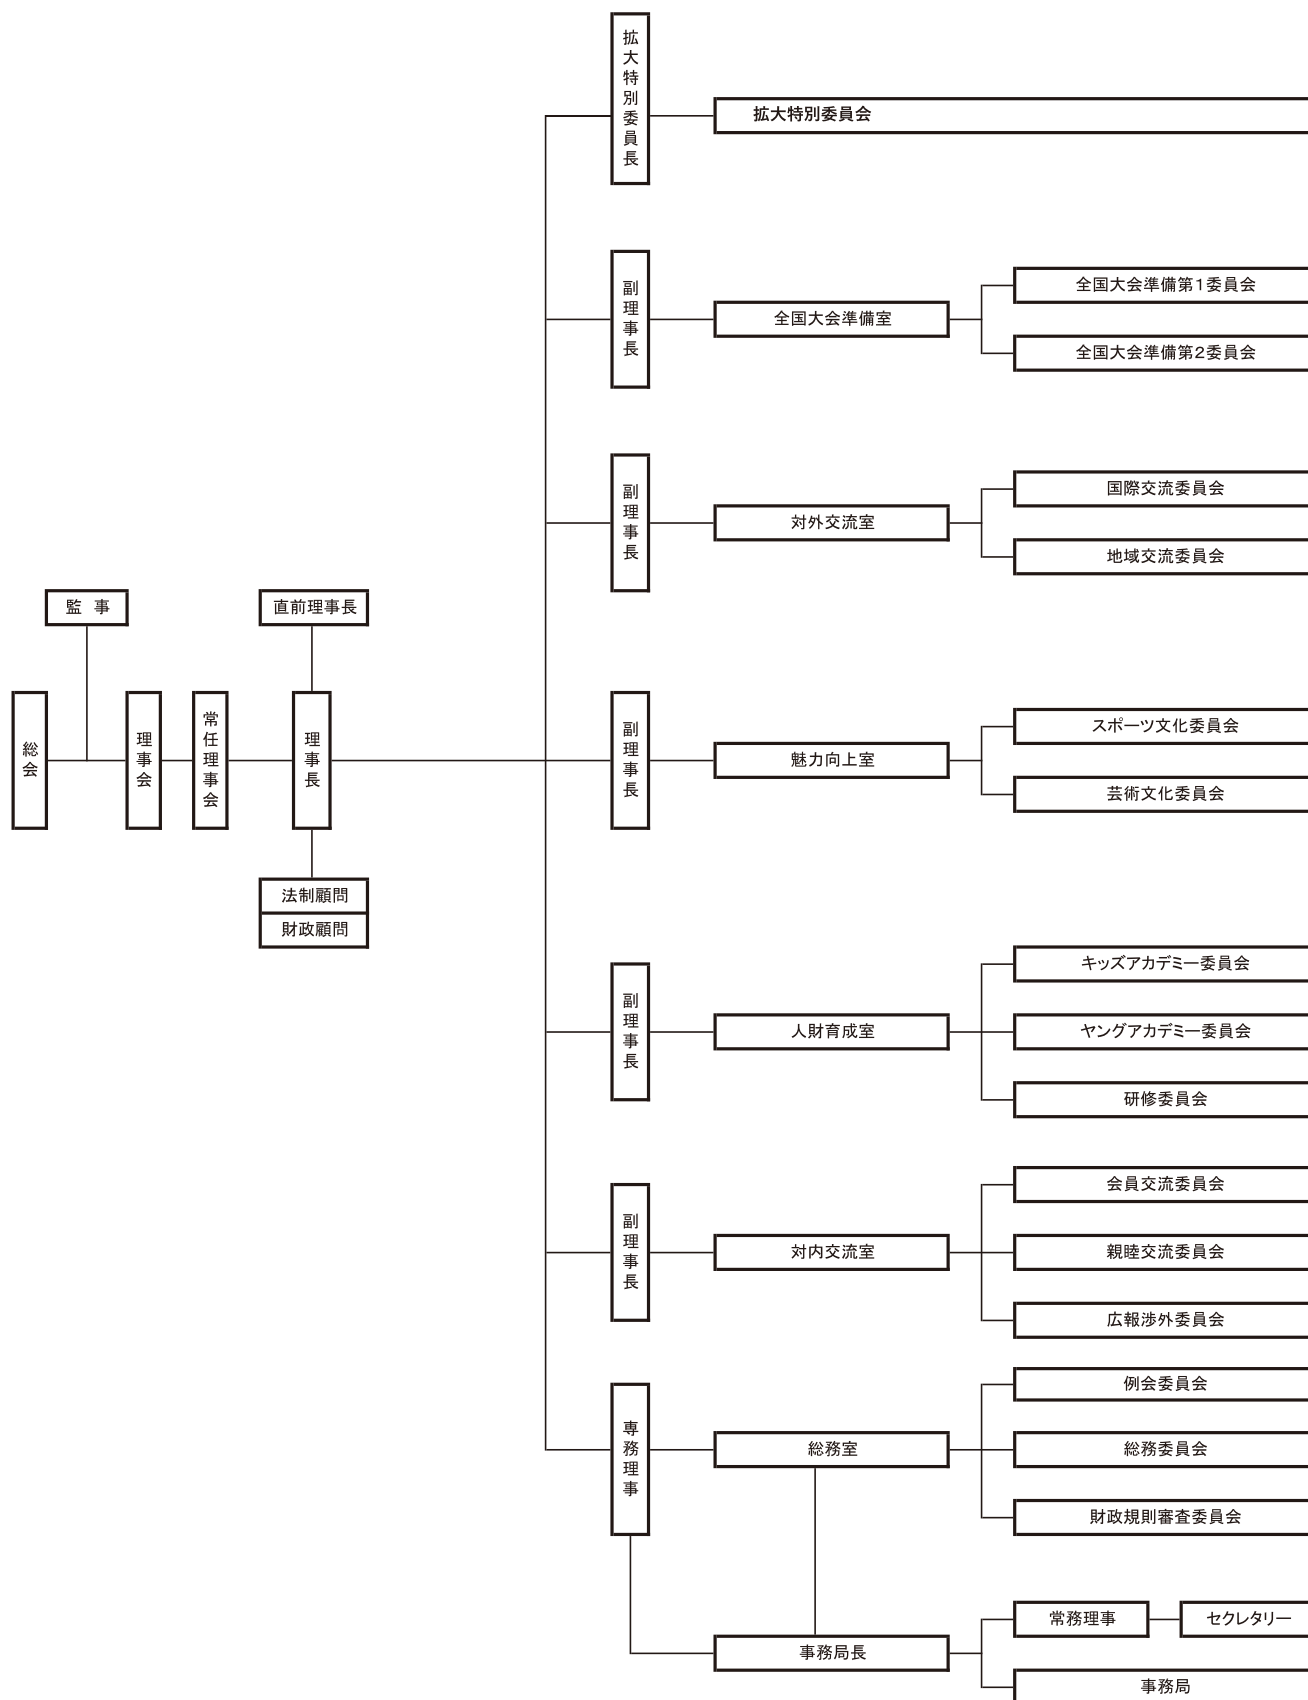 拡大特別委員長
拡大特別委員会
副理事長
全国大会準備室
全国大会準備第1委員会
全国大会準備第2委員会
副理事長
対外交流室
国際交流委員会
地域交流委員会
監 事
直前理事長
総会
理事会
常任理事会
理事長
法制顧問
財政顧問
副理事長
魅力向上室
スポーツ文化委員会
芸術文化委員会
副理事長
人財育成室
キッズアカデミー委員会
ヤングアカデミー委員会
研修委員会
副理事長
対内交流室
会員交流委員会
親睦交流委員会
広報渉外委員会
専務理事
総務室
例会委員会
総務委員会
財政規則審査委員会
事務局長
常務理事
セクレタリー
事務局